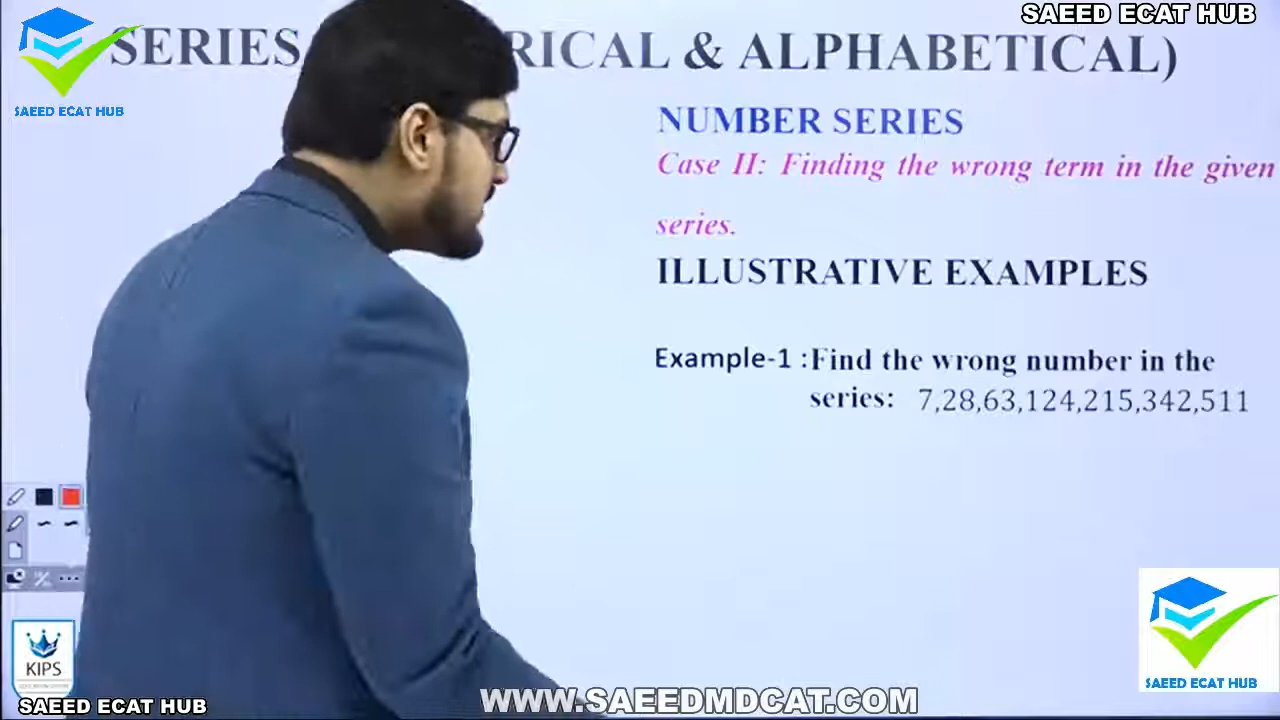 SAEED ECAT HUB
SERIES RICAL & ALPHABETICAL)
SAEED ECAT HUB
NUMBER SERIES
Case II: Finding the wrong term in the given
series.
ILLUSTRATIVE EXAMPLES
Example-1 : Find the wrong number in the
series: 7,28,63,124,215,342,511
KIPS
SAEED ECAT HUB
SAEED ECAT HUB
WWW.SAEEDMDCAT.COM